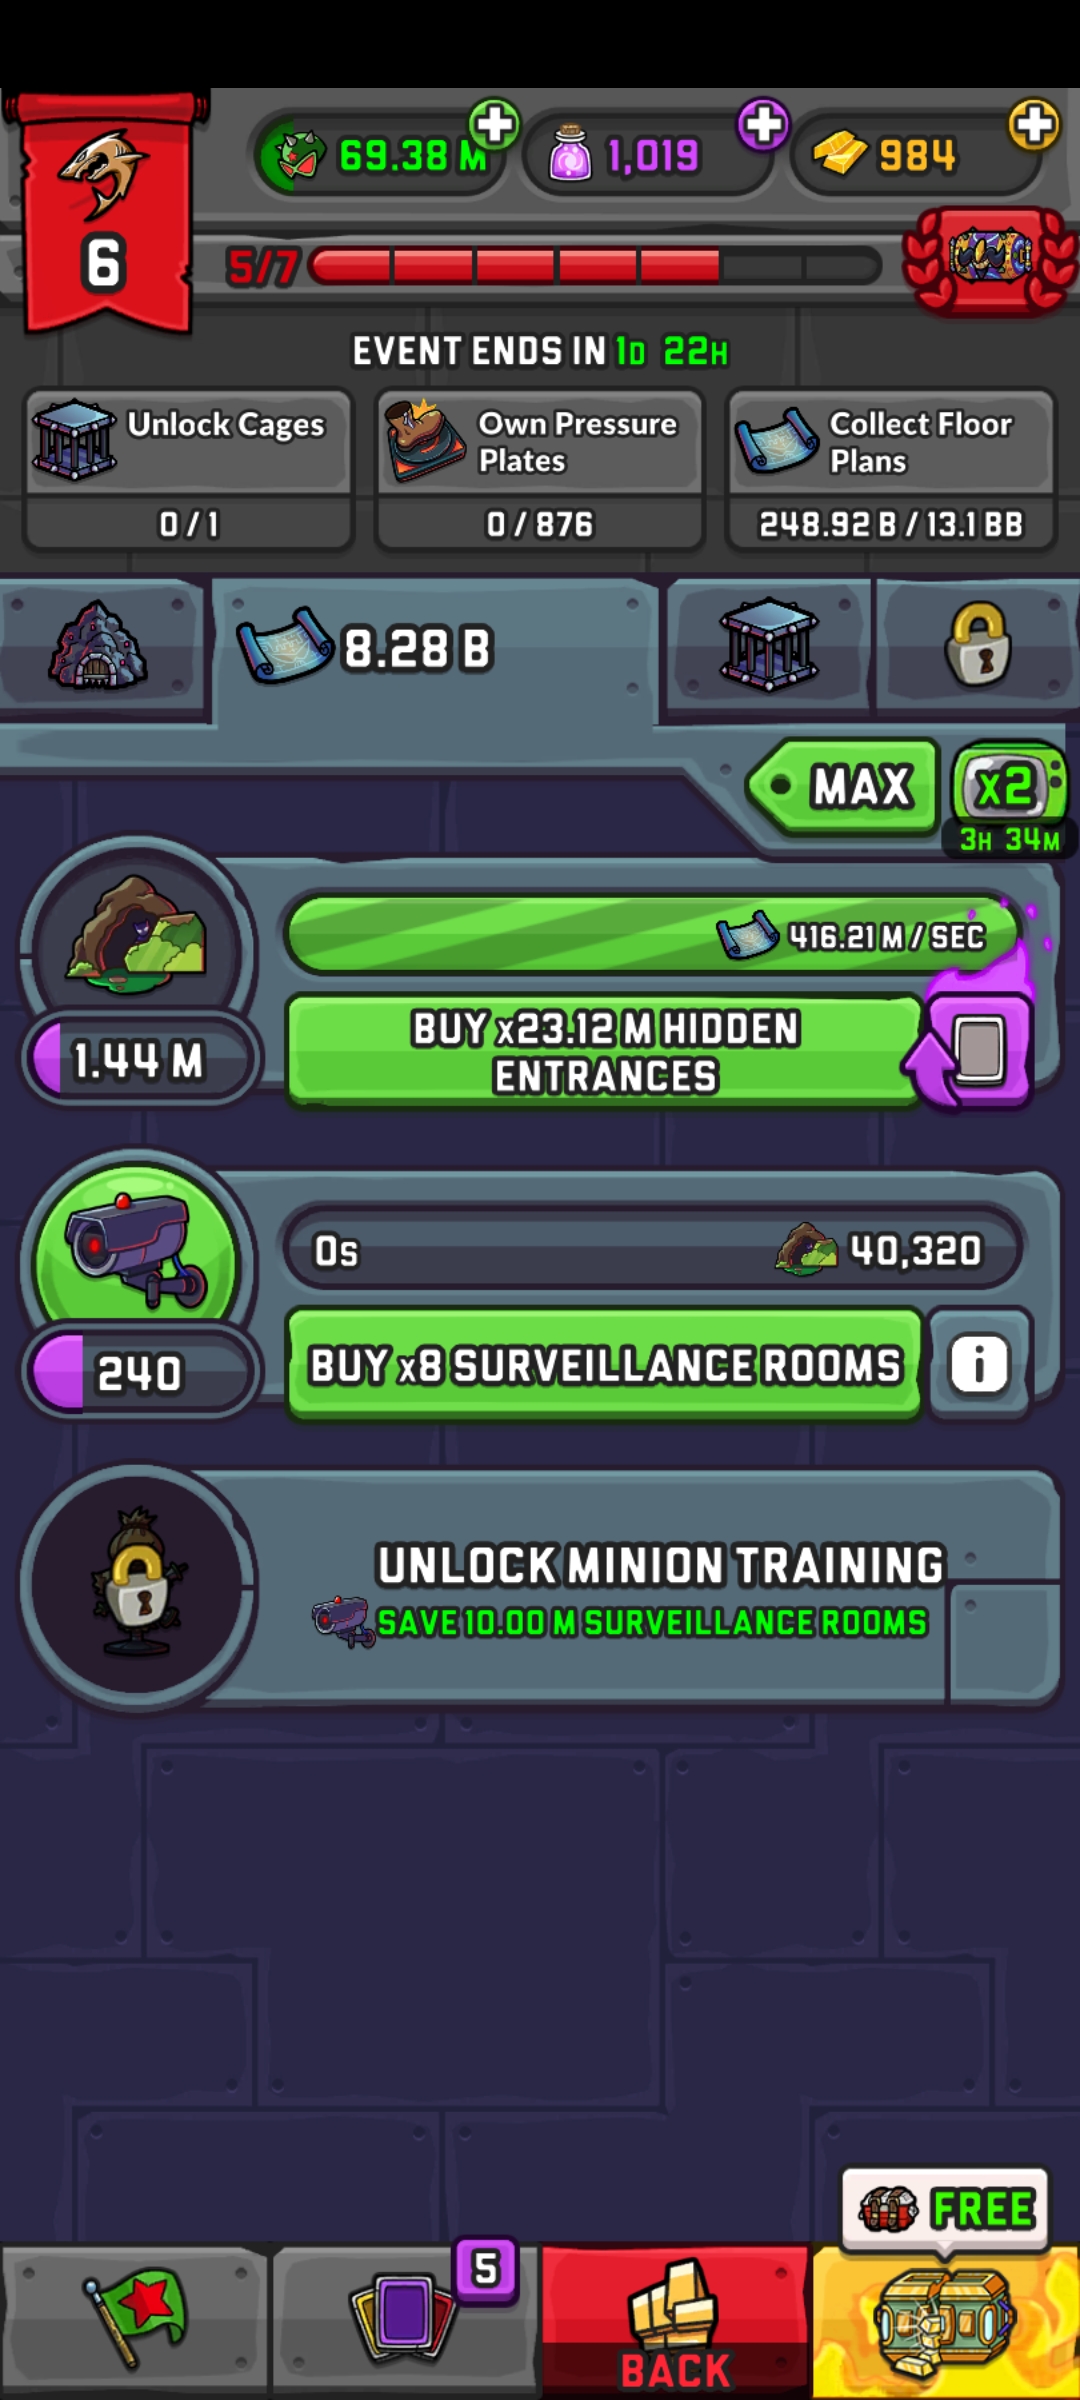 69.38 M
1,019
984
6
5/7
EVENT ENDS IN 1D 22H
Unlock Cages
0 / 1
Own Pressure
Plates
0 / 876
Collect Floor
Plans
248.92 B / 13.1 BB
8.28 B
MAX
x2
3H 34M
416.21 M / SEC
1.44 M
BUY x23.12 M HIDDEN
ENTRANCES
0s
40,320
240
BUY x8 SURVEILLANCE ROOMS
i
UNLOCK MINION TRAINING
SAVE 10.00 M SURVEILLANCE ROOMS
FREE
5
BACK